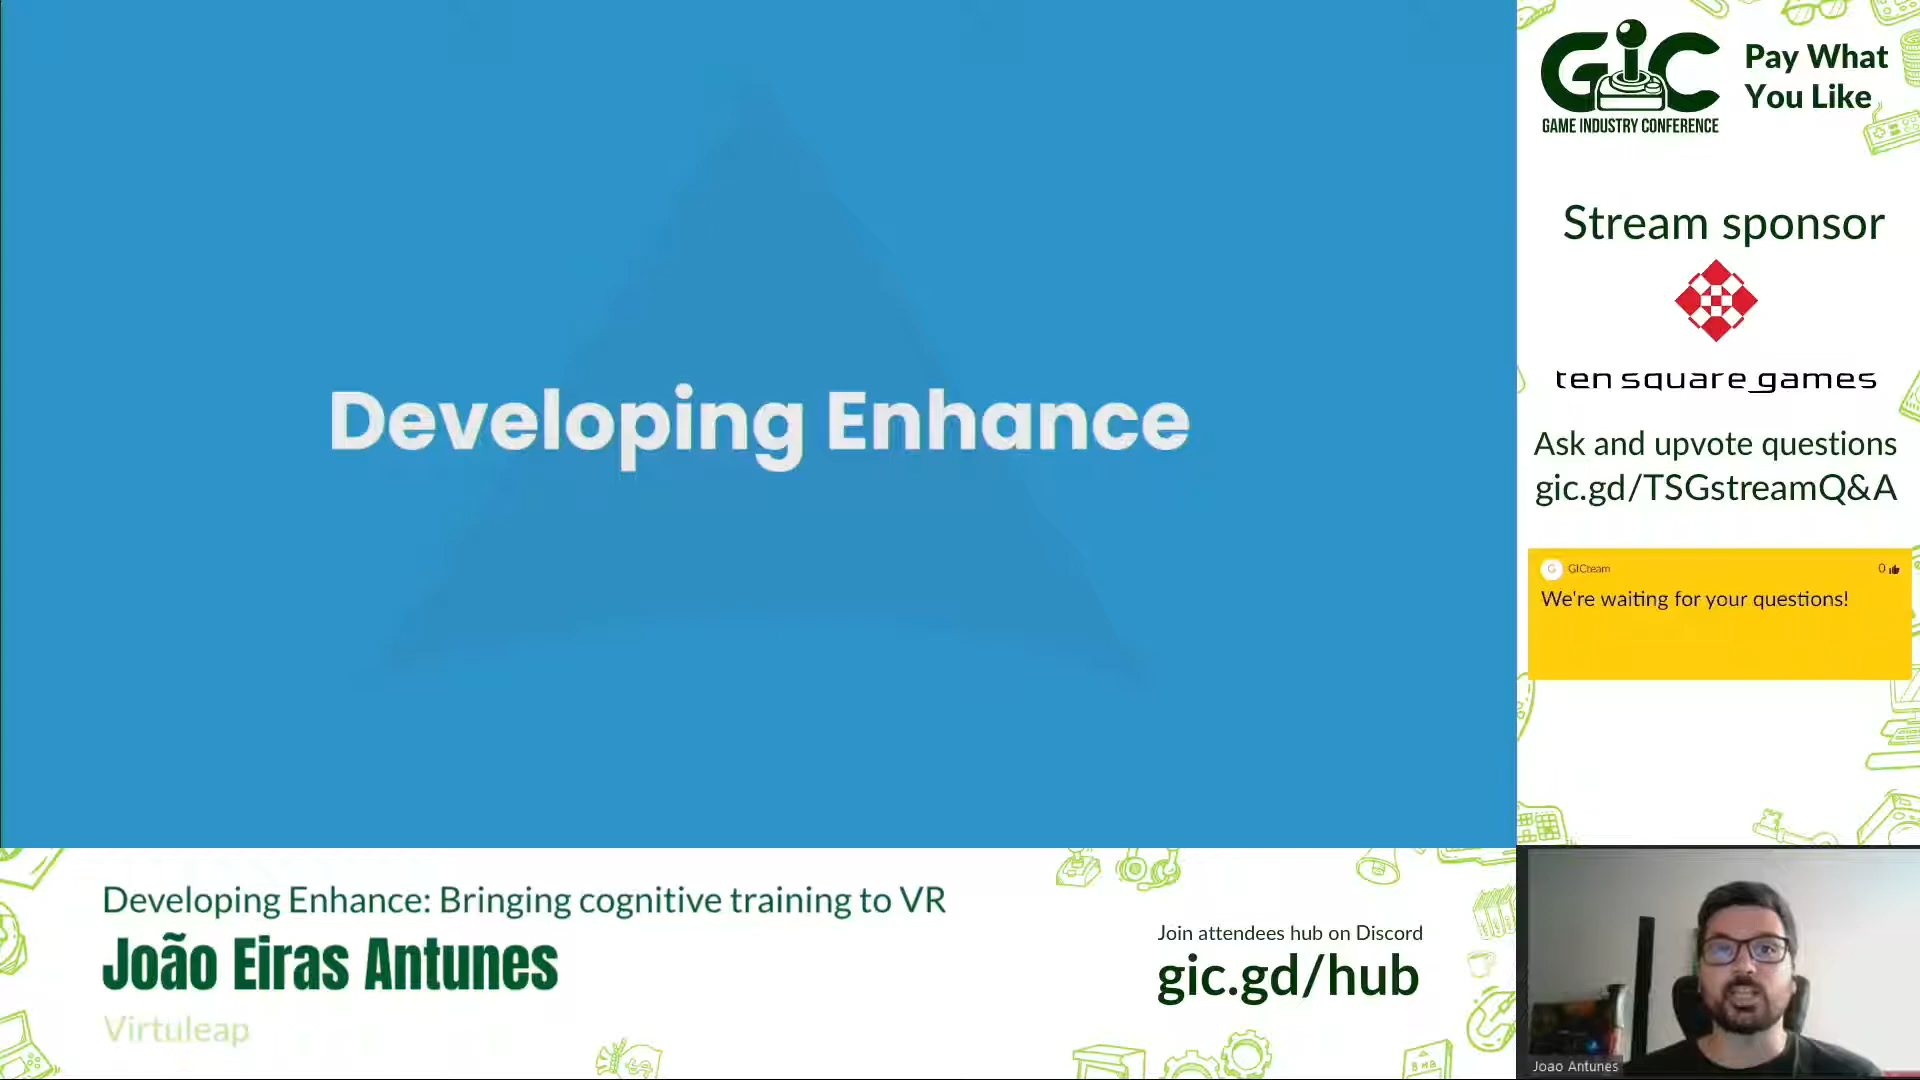 Developing Enhance
GIC
GAME INDUSTRY CONFERENCE
Pay What
You Like
Stream sponsor
ten square games
Ask and upvote questions
gic.gd/TSGstreamQ&A
G
GICteam
0
We're waiting for your questions!
Developing Enhance: Bringing cognitive training to VR
João Eiras Antunes
Virtuleap
Join attendees hub on Discord
gic.gd/hub
Joao Antunes